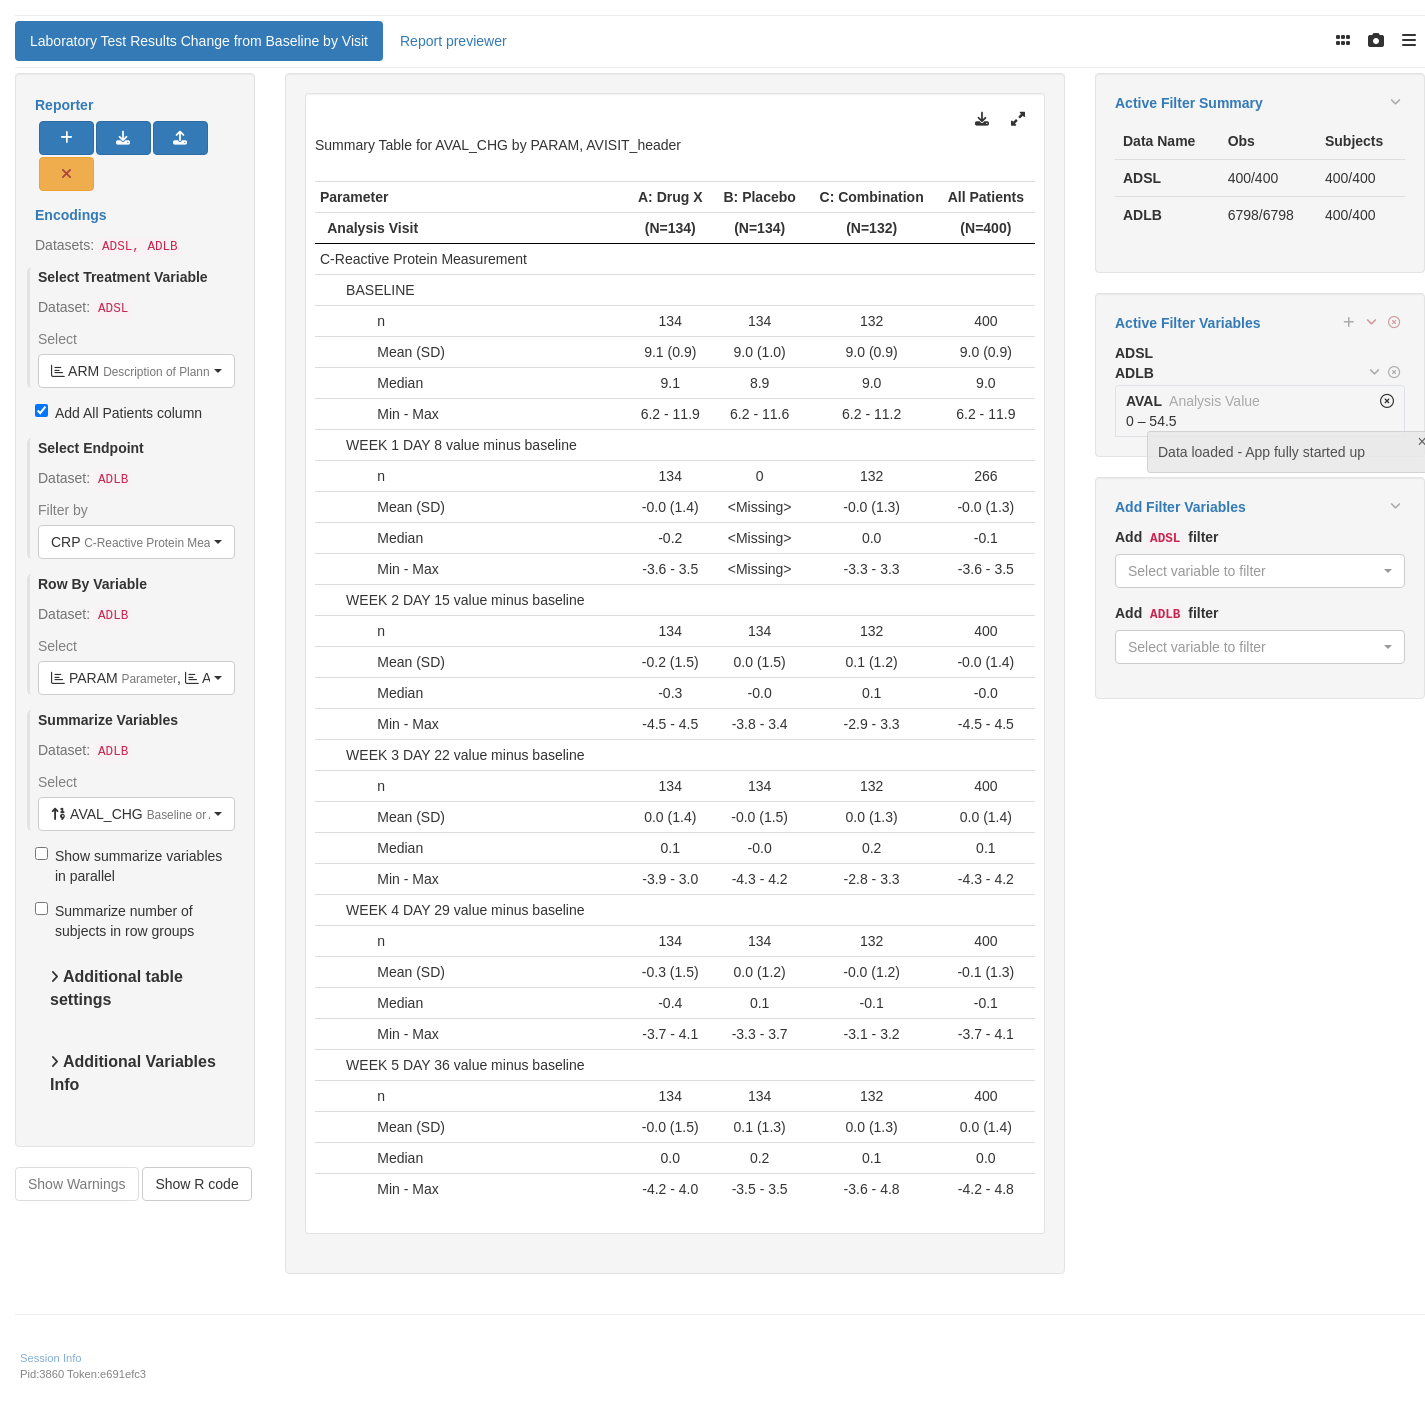 Laboratory Test Results Change from Baseline by Visit
Report previewer
Reporter
Encodings
Datasets: ADSL, ADLB
Select Treatment Variable
Dataset: ADSL
Select
ARM Description of Plann
Add All Patients column
Select Endpoint
Dataset: ADLB
Filter by
CRP C-Reactive Protein Mea
Row By Variable
Dataset: ADLB
Select
PARAM Parameter, A
Summarize Variables
Dataset: ADLB
Select
AVAL_CHG Baseline or
Show summarize variables
in parallel
Summarize number of
subjects in row groups
Additional table
settings
Additional Variables
Info
Show Warnings
Show R code
Summary Table for AVAL_CHG by PARAM, AVISIT_header
Parameter A: Drug X B: Placebo C: Combination All Patients
Analysis Visit (N=134) (N=134) (N=132) (N=400)
C-Reactive Protein Measurement
BASELINE
n 134 134 132 400
Mean (SD) 9.1 (0.9) 9.0 (1.0) 9.0 (0.9) 9.0 (0.9)
Median 9.1 8.9 9.0 9.0
Min - Max 6.2 - 11.9 6.2 - 11.6 6.2 - 11.2 6.2 - 11.9
WEEK 1 DAY 8 value minus baseline
n 134 0 132 266
Mean (SD) -0.0 (1.4) <Missing> -0.0 (1.3) -0.0 (1.3)
Median -0.2 <Missing> 0.0 -0.1
Min - Max -3.6 - 3.5 <Missing> -3.3 - 3.3 -3.6 - 3.5
WEEK 2 DAY 15 value minus baseline
n 134 134 132 400
Mean (SD) -0.2 (1.5) 0.0 (1.5) 0.1 (1.2) -0.0 (1.4)
Median -0.3 -0.0 0.1 -0.0
Min - Max -4.5 - 4.5 -3.8 - 3.4 -2.9 - 3.3 -4.5 - 4.5
WEEK 3 DAY 22 value minus baseline
n 134 134 132 400
Mean (SD) 0.0 (1.4) -0.0 (1.5) 0.0 (1.3) 0.0 (1.4)
Median 0.1 -0.0 0.2 0.1
Min - Max -3.9 - 3.0 -4.3 - 4.2 -2.8 - 3.3 -4.3 - 4.2
WEEK 4 DAY 29 value minus baseline
n 134 134 132 400
Mean (SD) -0.3 (1.5) 0.0 (1.2) -0.0 (1.2) -0.1 (1.3)
Median -0.4 0.1 -0.1 -0.1
Min - Max -3.7 - 4.1 -3.3 - 3.7 -3.1 - 3.2 -3.7 - 4.1
WEEK 5 DAY 36 value minus baseline
n 134 134 132 400
Mean (SD) -0.0 (1.5) 0.1 (1.3) 0.0 (1.3) 0.0 (1.4)
Median 0.0 0.2 0.1 0.0
Min - Max -4.2 - 4.0 -3.5 - 3.5 -3.6 - 4.8 -4.2 - 4.8
Active Filter Summary
Data Name Obs Subjects
ADSL 400/400 400/400
ADLB 6798/6798 400/400
Active Filter Variables
ADSL
ADLB
AVAL Analysis Value
0 – 54.5
Data loaded - App fully started up
Add Filter Variables
Add ADSL filter
Select variable to filter
Add ADLB filter
Select variable to filter
Session Info
Pid:3860 Token:e691efc3